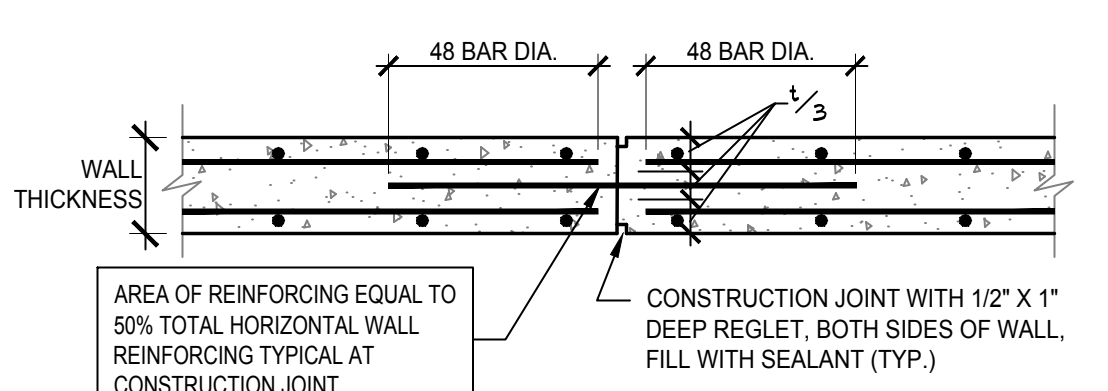 48 BAR DIA.
48 BAR DIA.
t/3
WALL
THICKNESS
AREA OF REINFORCING EQUAL TO
50% TOTAL HORIZONTAL WALL
REINFORCING TYPICAL AT
CONSTRUCTION JOINT
CONSTRUCTION JOINT WITH 1/2" X 1"
DEEP REGLET, BOTH SIDES OF WALL,
FILL WITH SEALANT (TYP.)